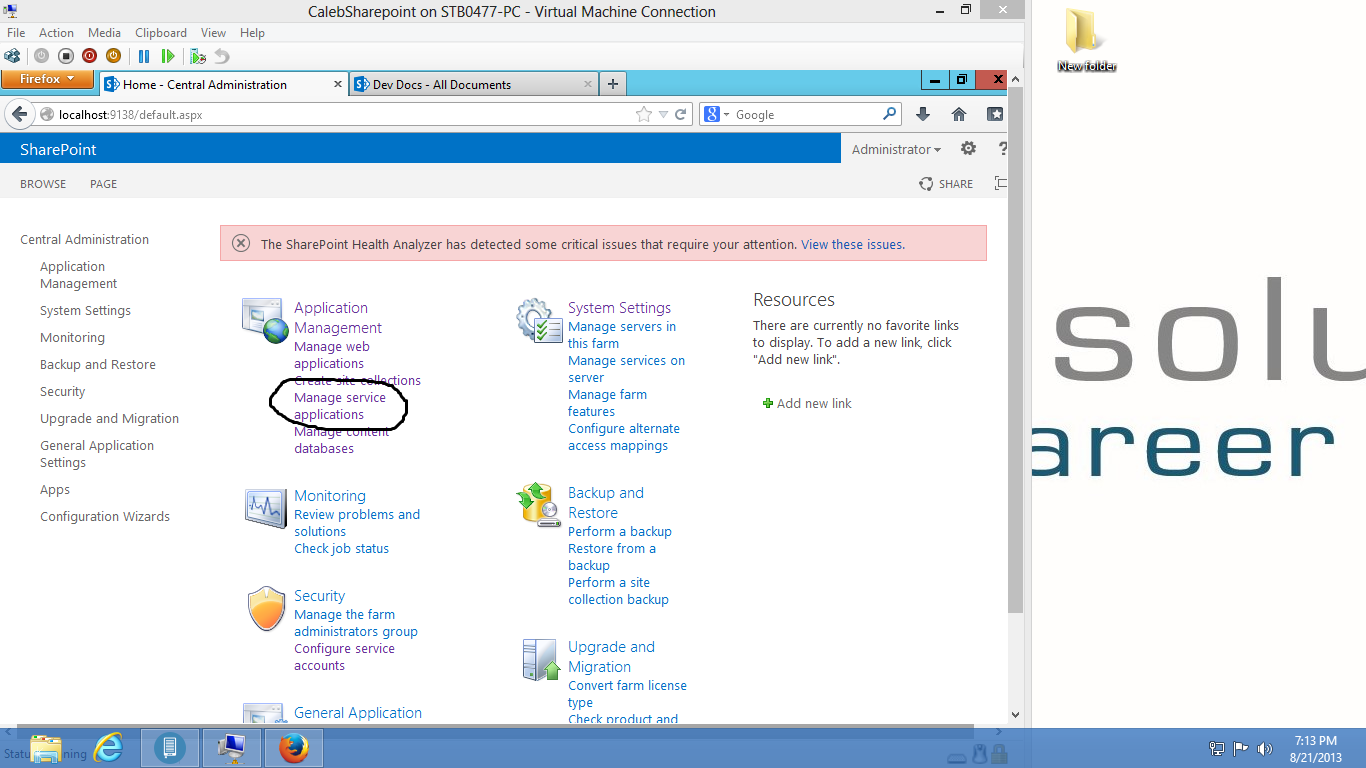 CalebSharepoint on STB0477-PC - Virtual Machine Connection
File Action Media Clipboard View Help
Firefox
Home - Central Administration
Dev Docs - All Documents
localhost:9138/default.aspx
Google
SharePoint
Administrator
?
BROWSE PAGE
SHARE
Central Administration
Application
Management
System Settings
Monitoring
Backup and Restore
Security
Upgrade and Migration
General Application
Settings
Apps
Configuration Wizards
The SharePoint Health Analyzer has detected some critical issues that require your attention. View these issues.
Application
Management
Manage web
applications
Create site collections
Manage service
applications
Manage content
databases
Monitoring
Review problems and
solutions
Check job status
Security
Manage the farm
administrators group
Configure service
accounts
General Application
System Settings
Manage servers in
this farm
Manage services on
server
Manage farm
features
Configure alternate
access mappings
Backup and
Restore
Perform a backup
Restore from a
backup
Perform a site
collection backup
Upgrade and
Migration
Convert farm license
type
Check product and
Resources
There are currently no favorite links
to display. To add a new link, click
"Add new link".
Add new link
New folder
solu
areer
7:13 PM
8/21/2013